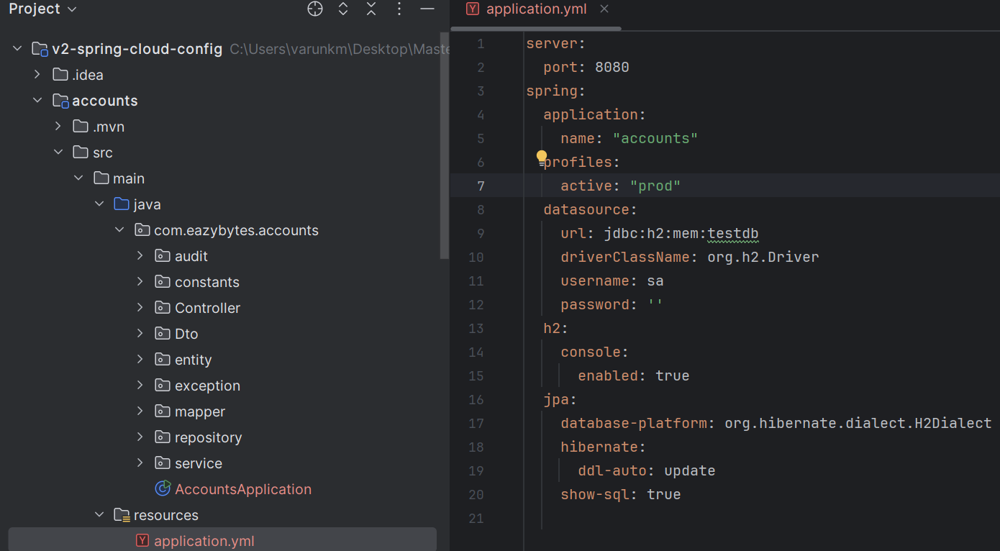 Project
v2-spring-cloud-config C:\Users\varunkm\Desktop\Maste
.idea
accounts
.mvn
src
main
java
com.eazybytes.accounts
audit
constants
Controller
Dto
entity
exception
mapper
repository
service
AccountsApplication
resources
application.yml
application.yml
1 server:
2   port: 8080
3 spring:
4   application:
5     name: "accounts"
6   profiles:
7     active: "prod"
8   datasource:
9     url: jdbc:h2:mem:testdb
10     driverClassName: org.h2.Driver
11     username: sa
12     password: ''
13   h2:
14     console:
15       enabled: true
16   jpa:
17     database-platform: org.hibernate.dialect.H2Dialect
18     hibernate:
19       ddl-auto: update
20     show-sql: true
21